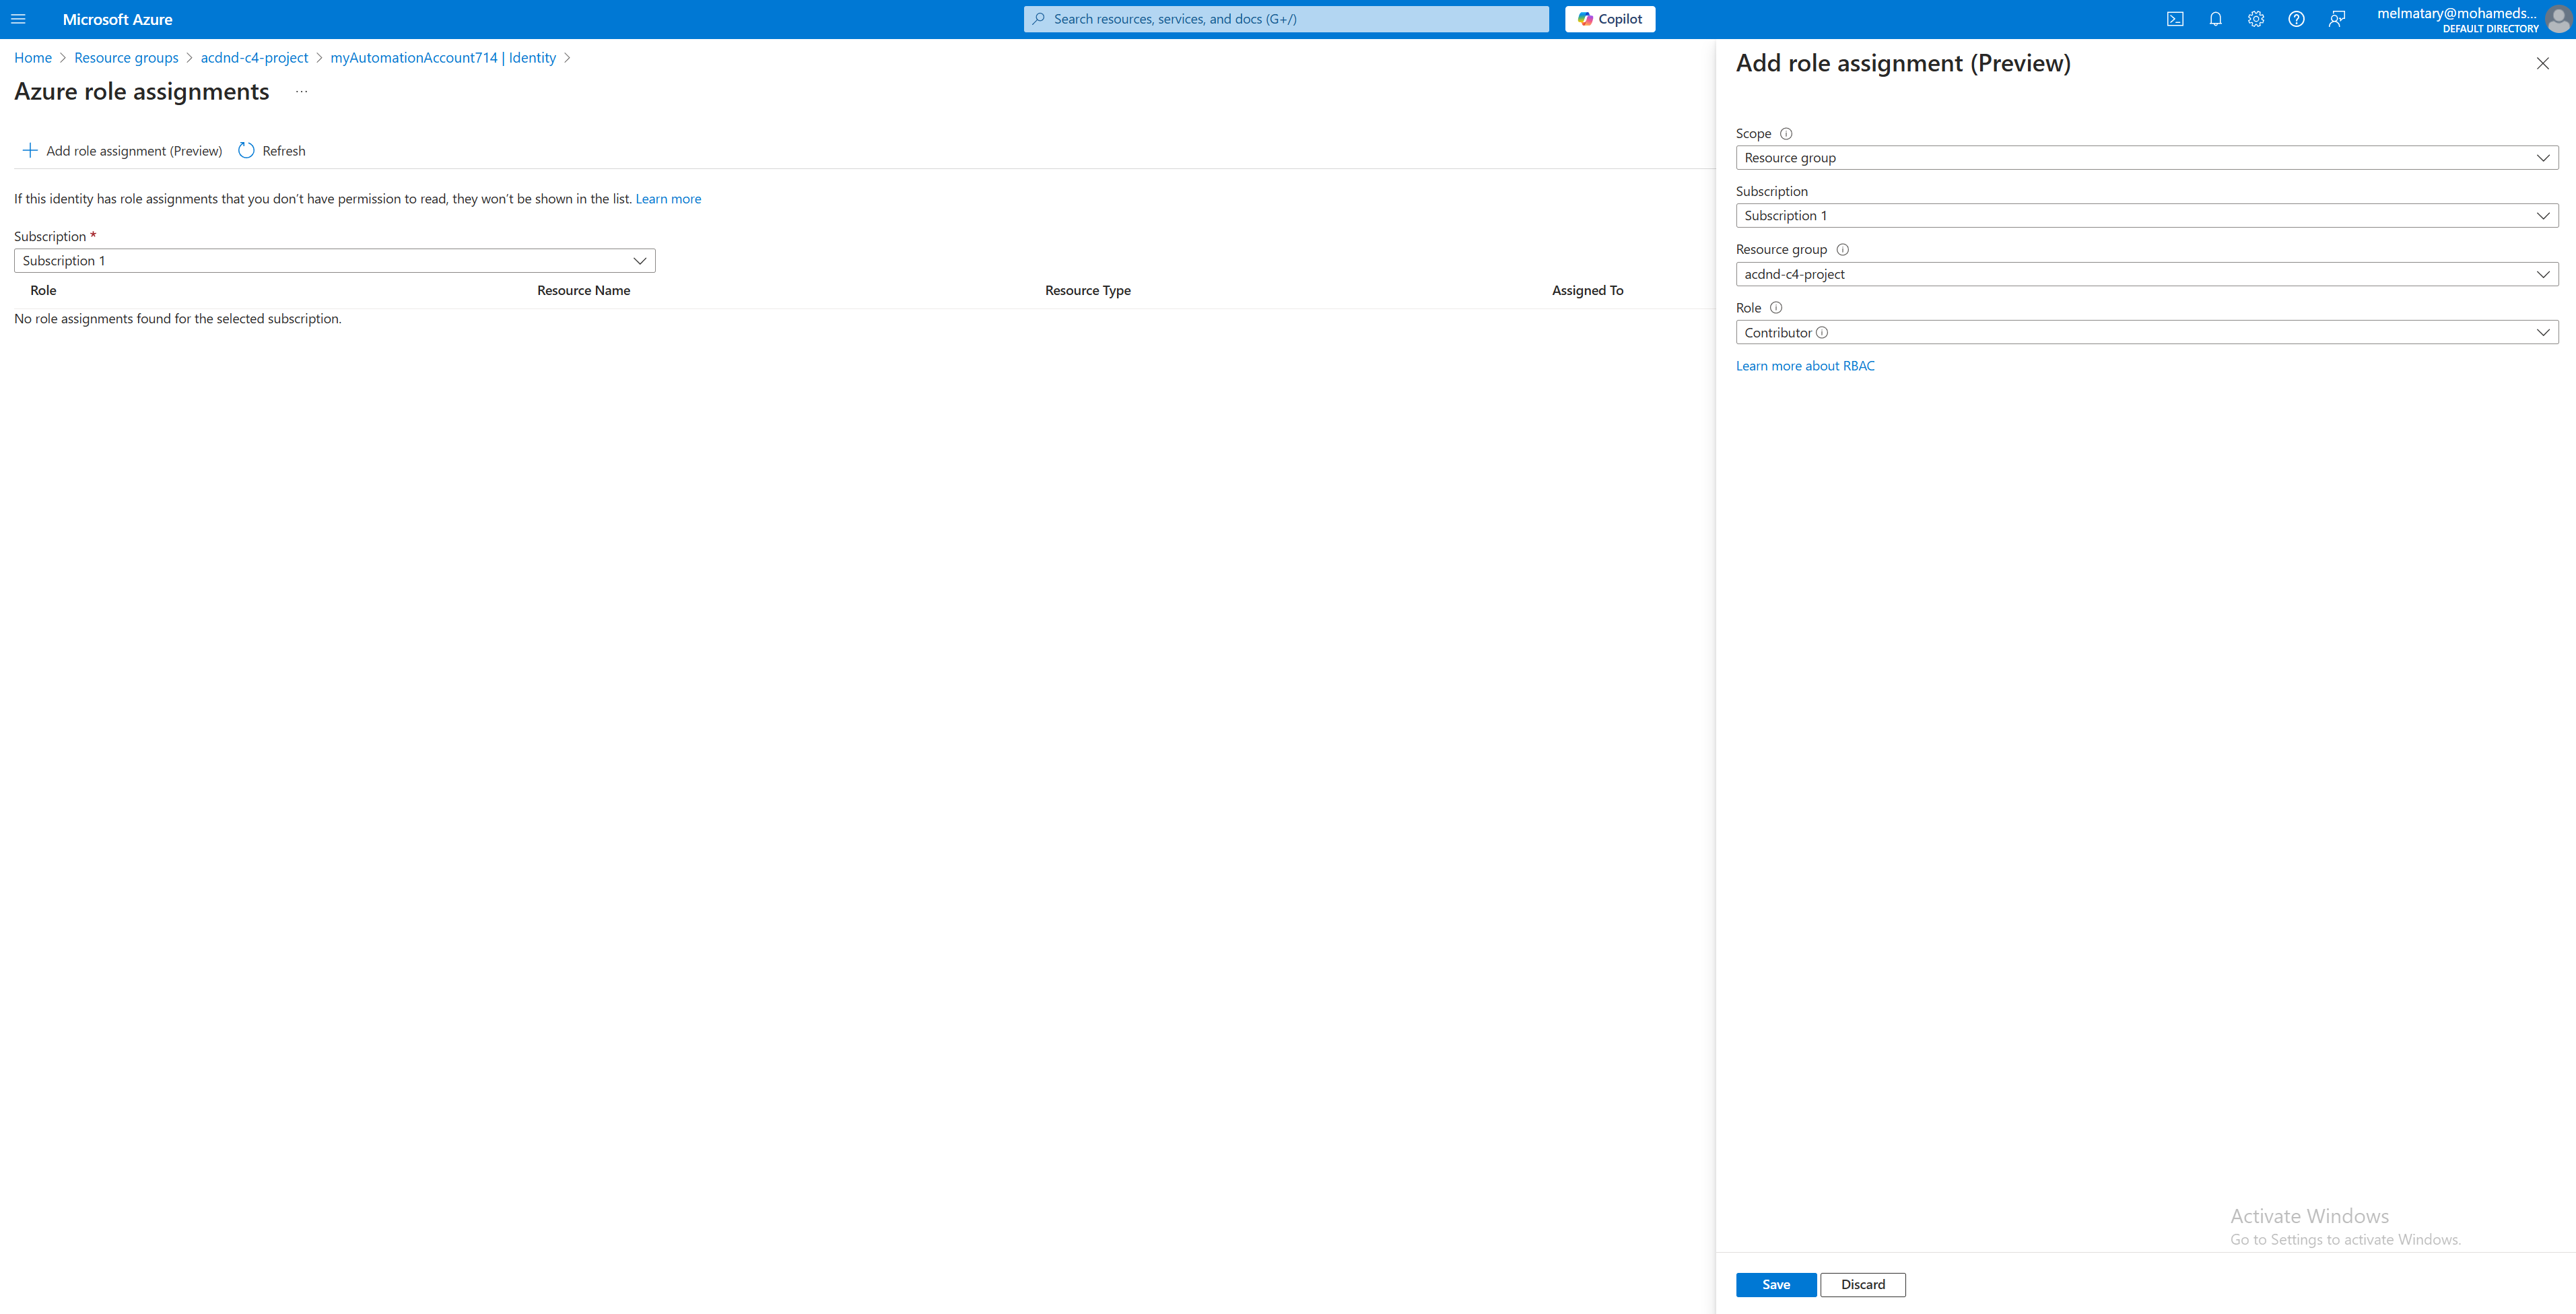 Microsoft Azure
Search resources, services, and docs (G+/)
Copilot
melmatary@mohameds...
DEFAULT DIRECTORY
Home > Resource groups > acdnd-c4-project > myAutomationAccount714 | Identity >
Azure role assignments ...
Add role assignment (Preview) Refresh
If this identity has role assignments that you don't have permission to read, they won't be shown in the list. Learn more
Subscription *
Subscription 1
Role Resource Name Resource Type Assigned To
No role assignments found for the selected subscription.
Add role assignment (Preview)
Scope
Resource group
Subscription
Subscription 1
Resource group
acdnd-c4-project
Role
Contributor
Learn more about RBAC
Activate Windows
Go to Settings to activate Windows.
Save Discard